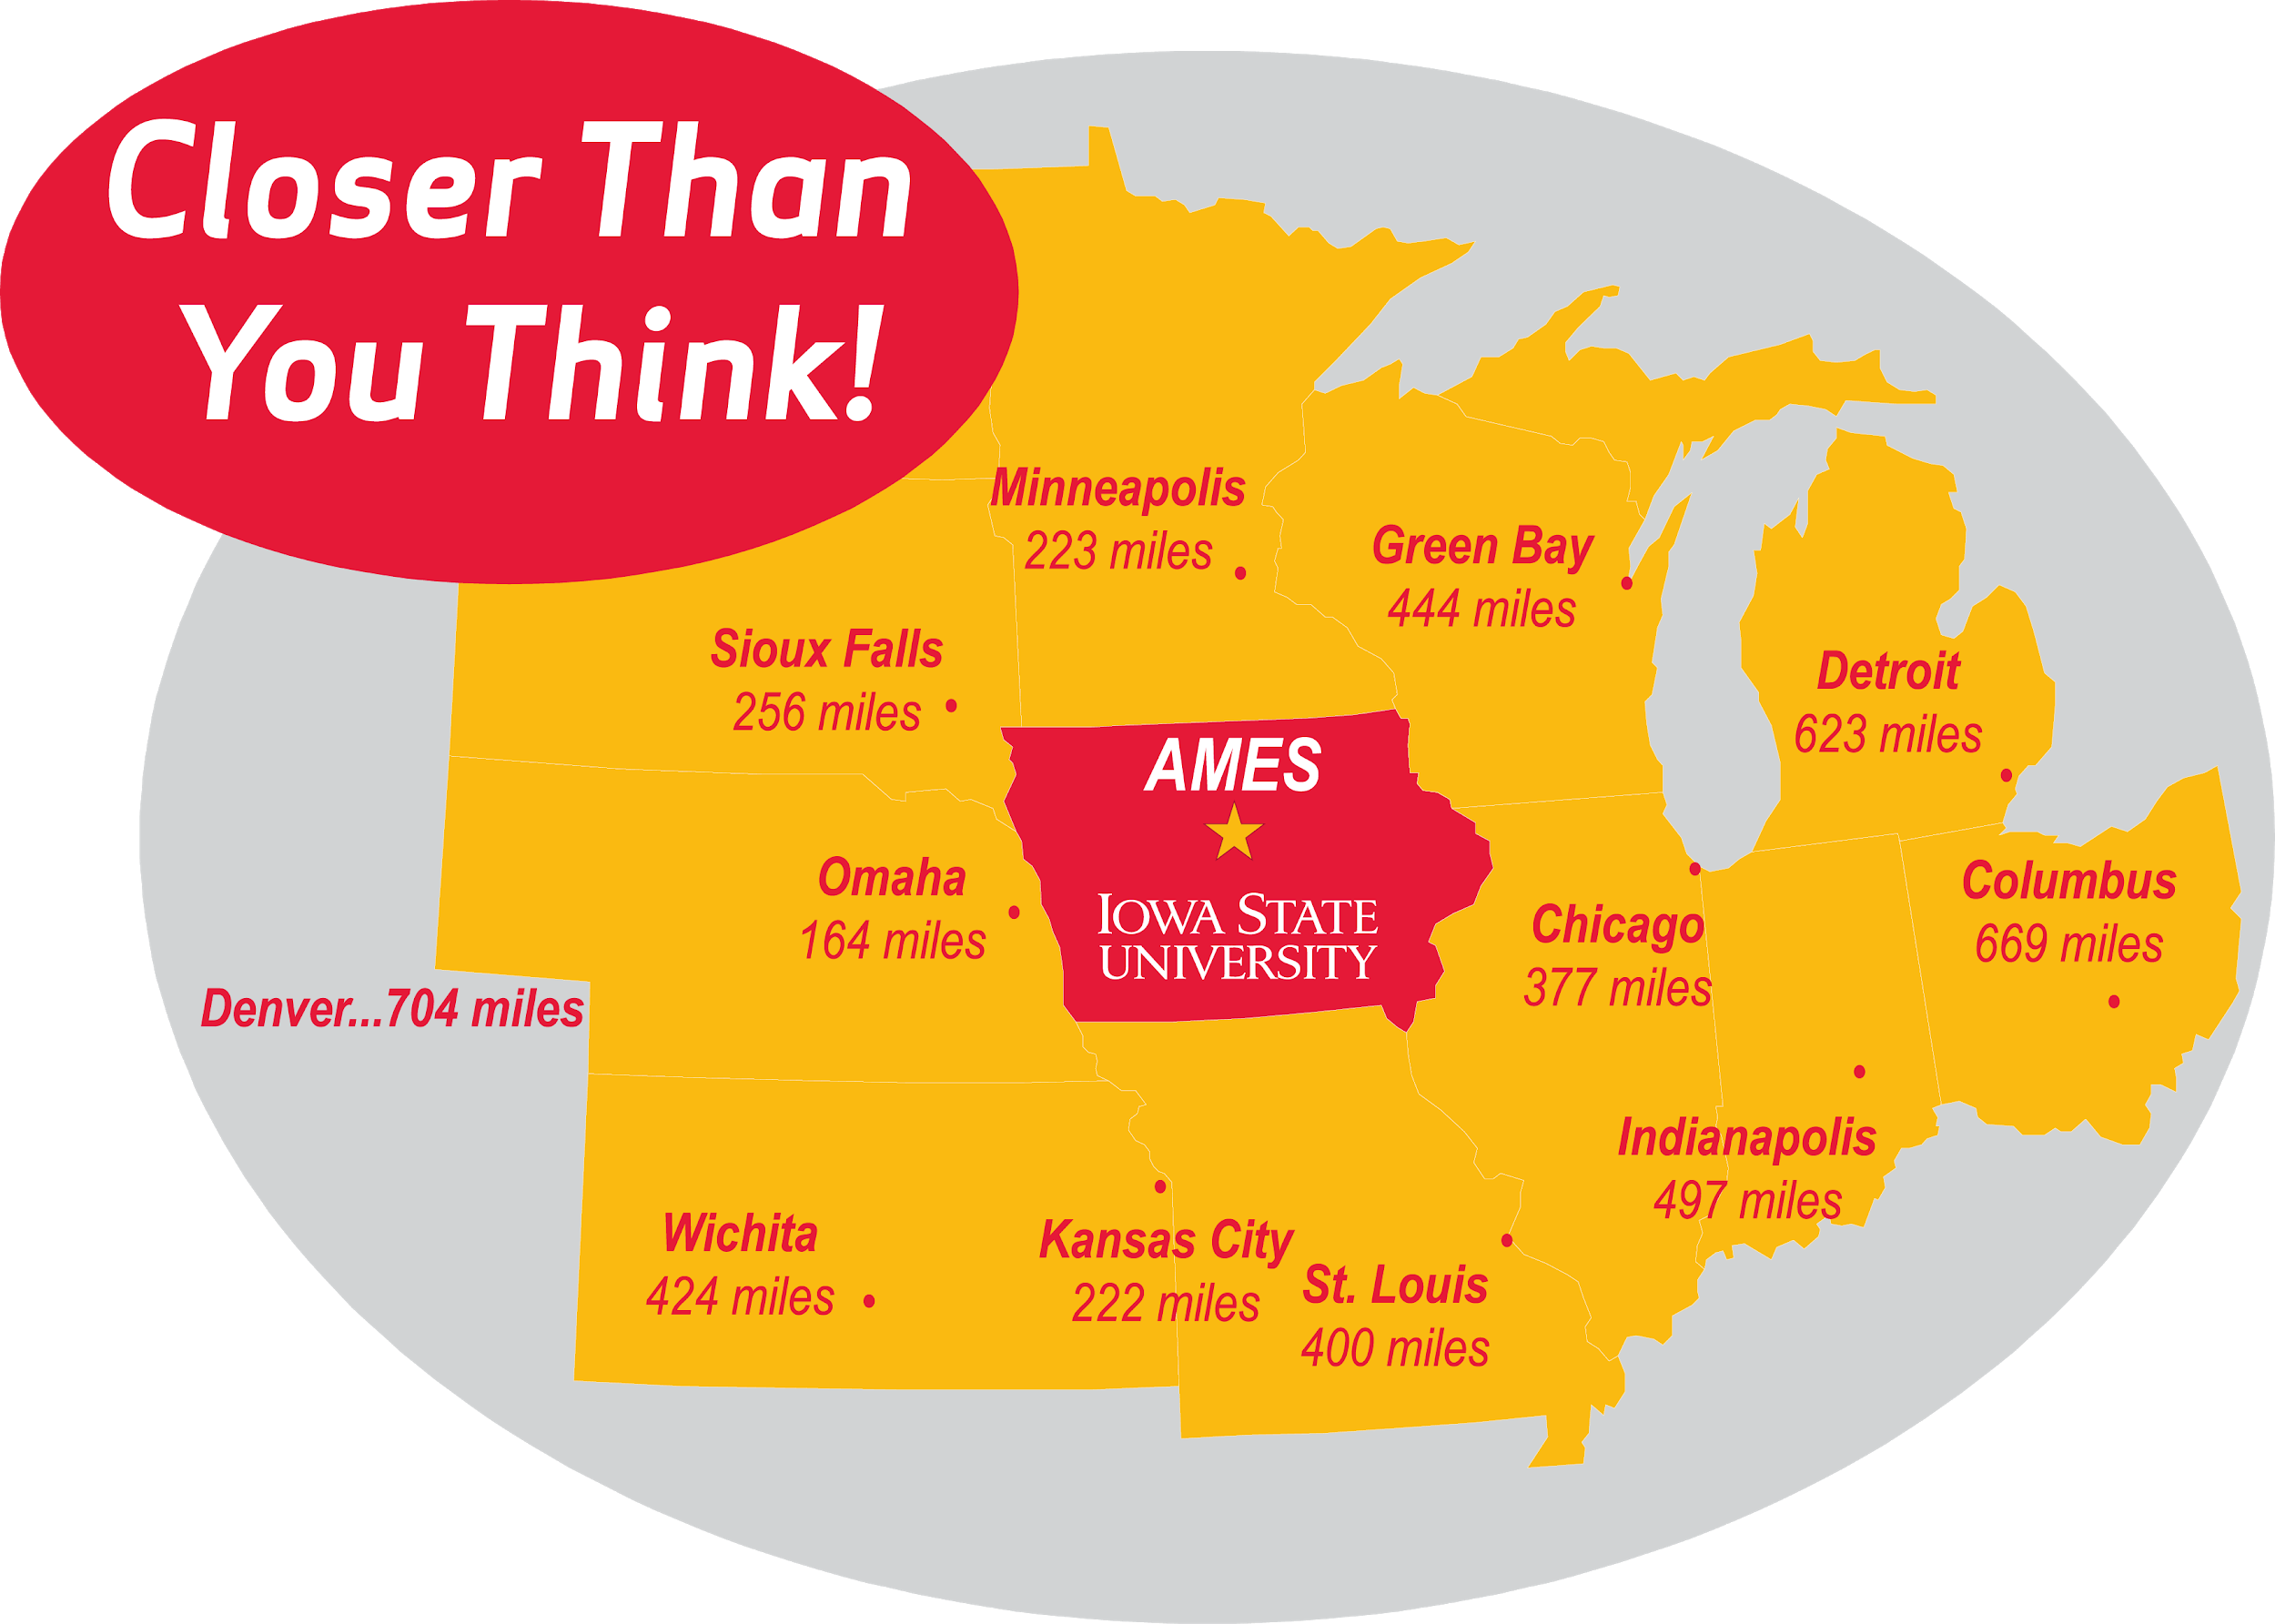 Closer Than
You Think!
Minneapolis
223 miles
Green Bay
444 miles
Sioux Falls
256 miles
Detroit
623 miles
AMES
IOWA STATE
UNIVERSITY
Omaha
164 miles
Chicago
377 miles
Columbus
669 miles
Denver...704 miles
Indianapolis
497 miles
Wichita
424 miles
Kansas City
222 miles
St. Louis
400 miles